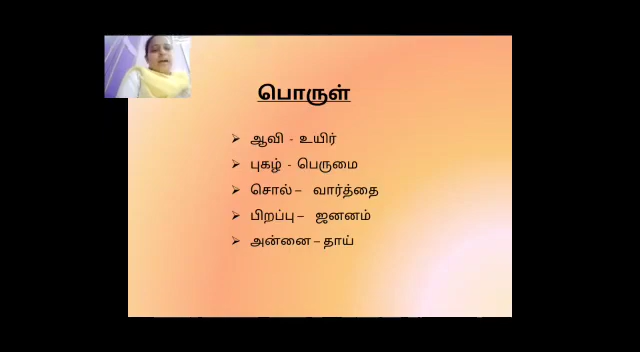 பொருள்
➢ ஆவி - உயிர்
➢ புகழ் - பெருமை
➢ சொல் – வார்த்தை
➢ பிறப்பு – ஜனனம்
➢ அன்னை – தாய்